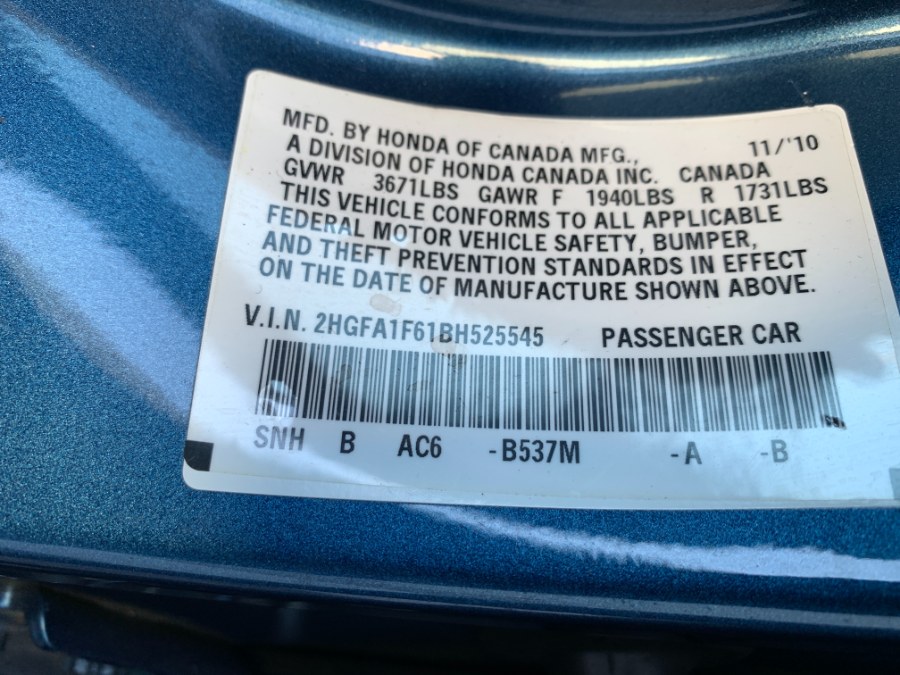 MFD. BY HONDA OF CANADA MFG., 11/'10
A DIVISION OF HONDA CANADA INC. CANADA
GVWR 3671LBS GAWR F 1940LBS R 1731LBS
THIS VEHICLE CONFORMS TO ALL APPLICABLE
FEDERAL MOTOR VEHICLE SAFETY, BUMPER,
AND THEFT PREVENTION STANDARDS IN EFFECT
ON THE DATE OF MANUFACTURE SHOWN ABOVE.
V.I.N. 2HGFA1F61BH525545 PASSENGER CAR
SNH B AC6 -B537M -A -B